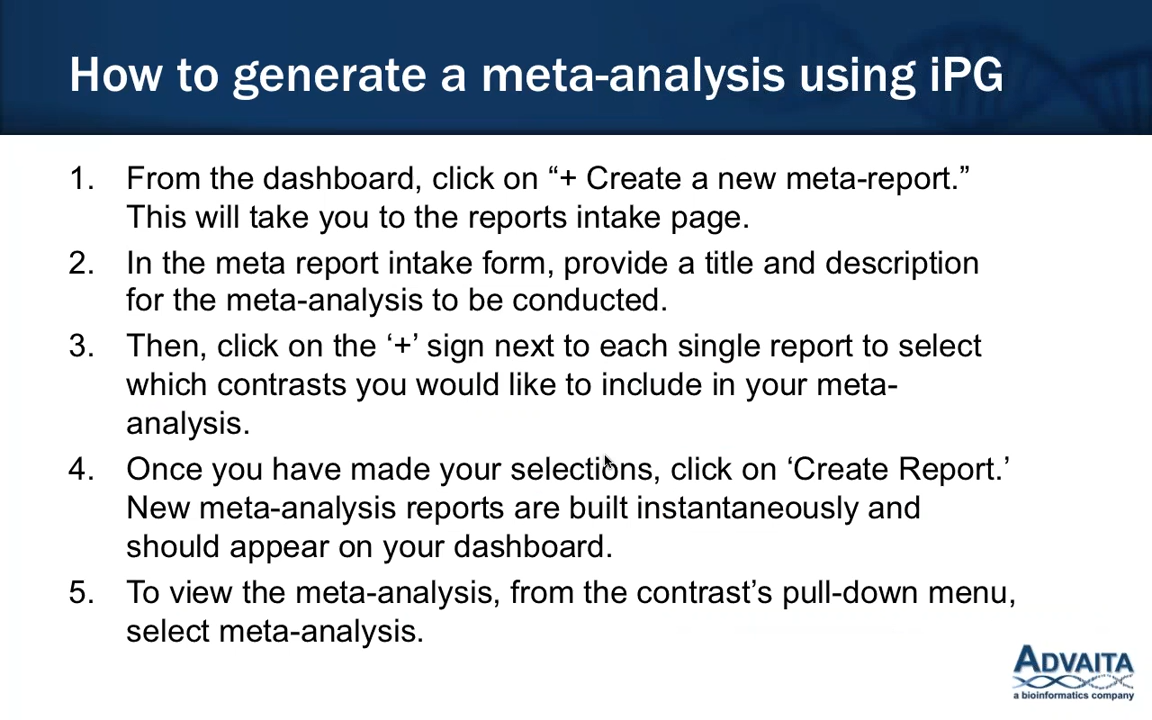 How to generate a meta-analysis using iPG
1. From the dashboard, click on “+ Create a new meta-report.”
This will take you to the reports intake page.
2. In the meta report intake form, provide a title and description
for the meta-analysis to be conducted.
3. Then, click on the ‘+’ sign next to each single report to select
which contrasts you would like to include in your meta-
analysis.
4. Once you have made your selections, click on ‘Create Report.’
New meta-analysis reports are built instantaneously and
should appear on your dashboard.
5. To view the meta-analysis, from the contrast’s pull-down menu,
select meta-analysis.
ADVAITA
a bioinformatics company